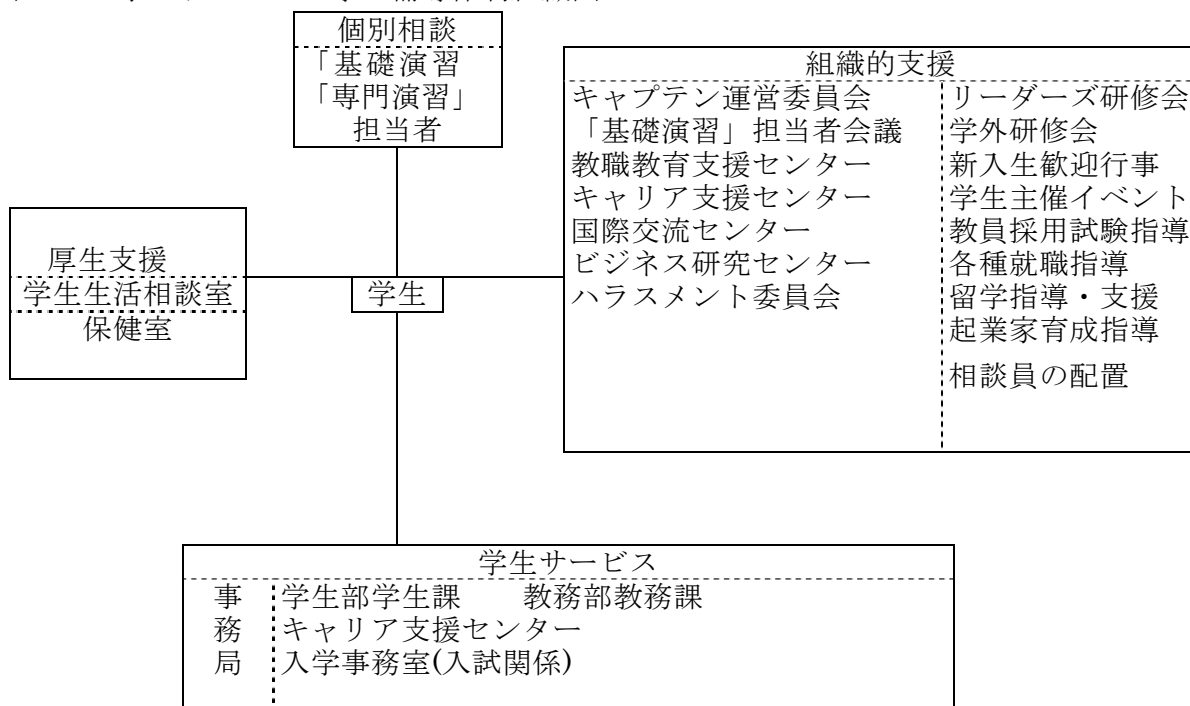 個別相談
「基礎演習
「専門演習」
担当者
組織的支援
キャプテン運営委員会
「基礎演習」担当者会議
教職教育支援センター
キャリア支援センター
国際交流センター
ビジネス研究センター
ハラスメント委員会
リーダーズ研修会
学外研修会
新入生歓迎行事
学生主催イベント
教員採用試験指導
各種就職指導
留学指導・支援
起業家育成指導
相談員の配置
厚生支援
学生生活相談室
保健室
学生
学生サービス
事務局
学生部学生課 教務部教務課
キャリア支援センター
入学事務室(入試関係)